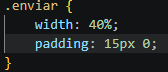 .enviar {
    width: 40%;
    padding: 15px 0;
}